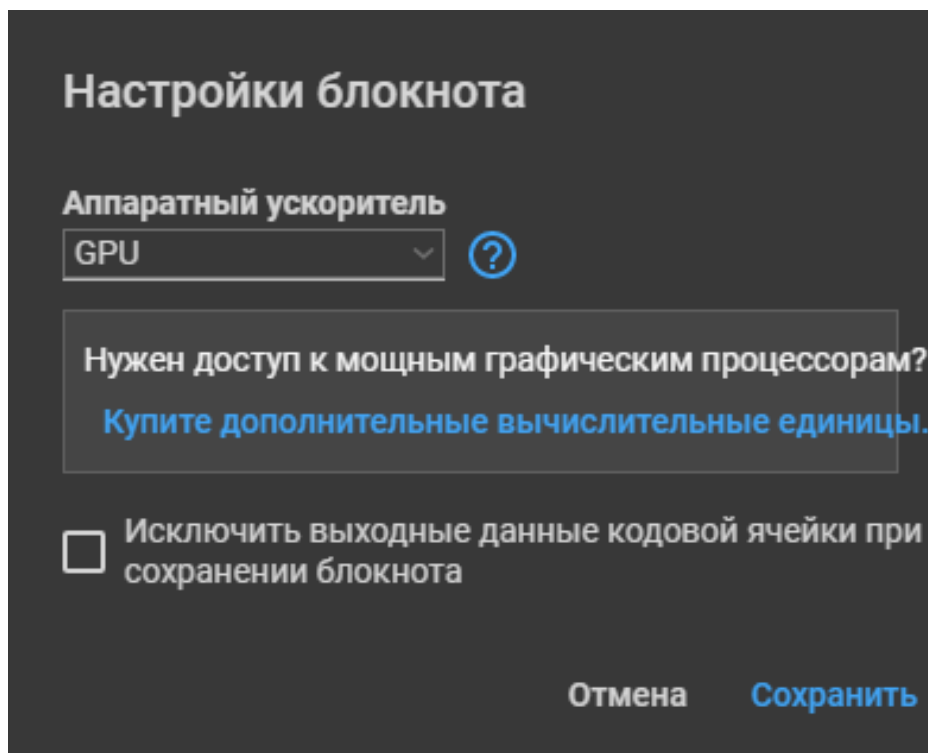 Настройки блокнота
Аппаратный ускоритель
GPU
Нужен доступ к мощным графическим процессорам?
Купите дополнительные вычислительные единицы.
Исключить выходные данные кодовой ячейки при
сохранении блокнота
Отмена Сохранить